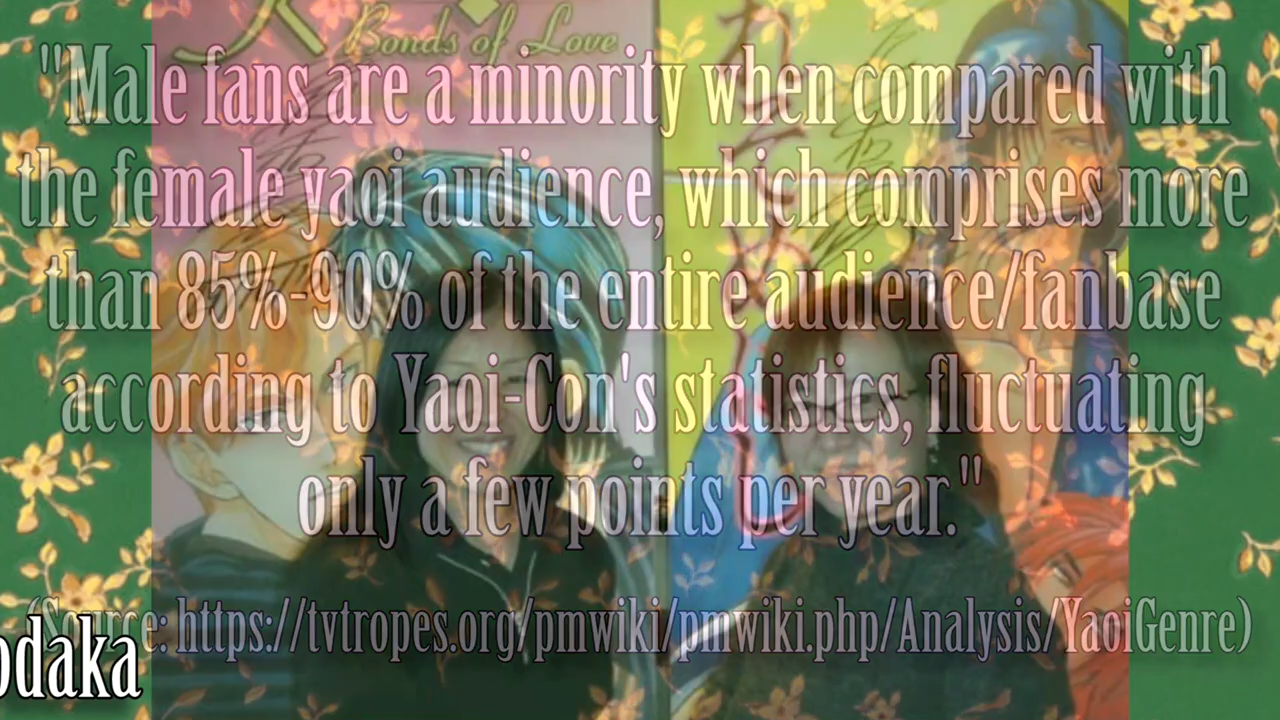 Bonds of Love
"Male fans are a minority when compared with
the female yaoi audience, which comprises more
than 85%-90% of the entire audience/fanbase
according to Yaoi-Con's statistics, fluctuating
only a few points per year."
(Source: https://tvtropes.org/pmwiki/pmwiki.php/Analysis/YaoiGenre)
odaka